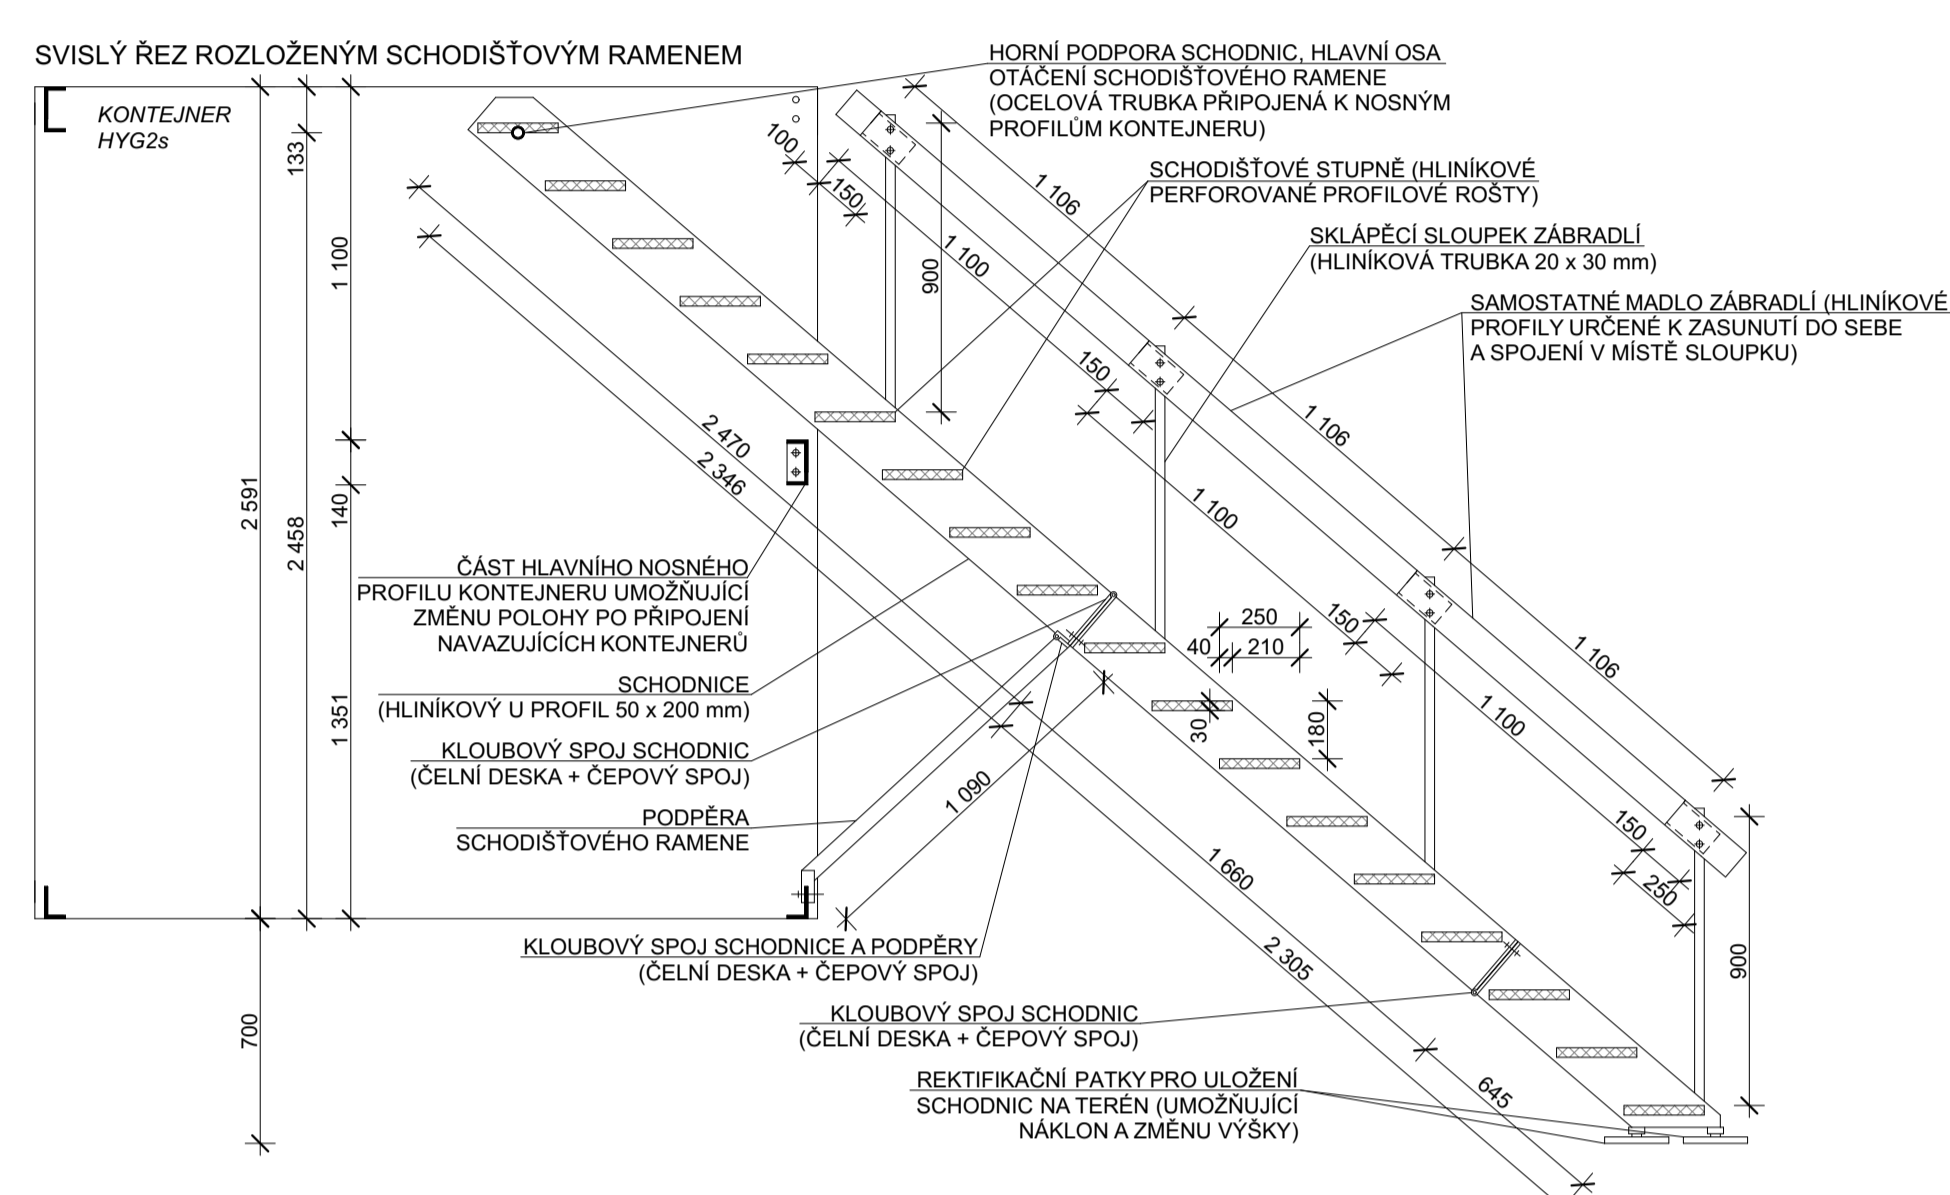 SVISLÝ ŘEZ ROZLOŽENÝM SCHODIŠŤOVÝM RAMENEM
KONTEJNER
HYG2s
HORNÍ PODPORA SCHODNIC, HLAVNÍ OSA
OTÁČENÍ SCHODIŠŤOVÉHO RAMENE
(OCELOVÁ TRUBKA PŘIPOJENÁ K NOSNÝM
PROFILŮM KONTEJNERU)
SCHODIŠŤOVÉ STUPNĚ (HLINÍKOVÉ
PERFOROVANÉ PROFILOVÉ ROŠTY)
SKLÁPĚCÍ SLOUPEK ZÁBRADLÍ
(HLINÍKOVÁ TRUBKA 20 x 30 mm)
SAMOSTATNÉ MADLO ZÁBRADLÍ (HLINÍKOVÉ
PROFILY URČENÉ K ZASUNUTÍ DO SEBE
A SPOJENÍ V MÍSTĚ SLOUPKU)
133
1 100
2 591
2 458
140
1 351
700
100
150
900
1 106
1 100
150
1 106
1 100
150
1 106
1 100
150
250
900
2 470
2 346
250
40
210
30
180
1 090
1 660
2 305
645
ČÁST HLAVNÍHO NOSNÉHO
PROFILU KONTEJNERU UMOŽŇUJÍCÍ
ZMĚNU POLOHY PO PŘIPOJENÍ
NAVAZUJÍCÍCH KONTEJNERŮ
SCHODNICE
(HLINÍKOVÝ U PROFIL 50 x 200 mm)
KLOUBOVÝ SPOJ SCHODNIC
(ČELNÍ DESKA + ČEPOVÝ SPOJ)
PODPĚRA
SCHODIŠŤOVÉHO RAMENE
KLOUBOVÝ SPOJ SCHODNICE A PODPĚRY
(ČELNÍ DESKA + ČEPOVÝ SPOJ)
KLOUBOVÝ SPOJ SCHODNIC
(ČELNÍ DESKA + ČEPOVÝ SPOJ)
REKTIFIKAČNÍ PATKY PRO ULOŽENÍ
SCHODNIC NA TERÉN (UMOŽŇUJÍCÍ
NÁKLON A ZMĚNU VÝŠKY)